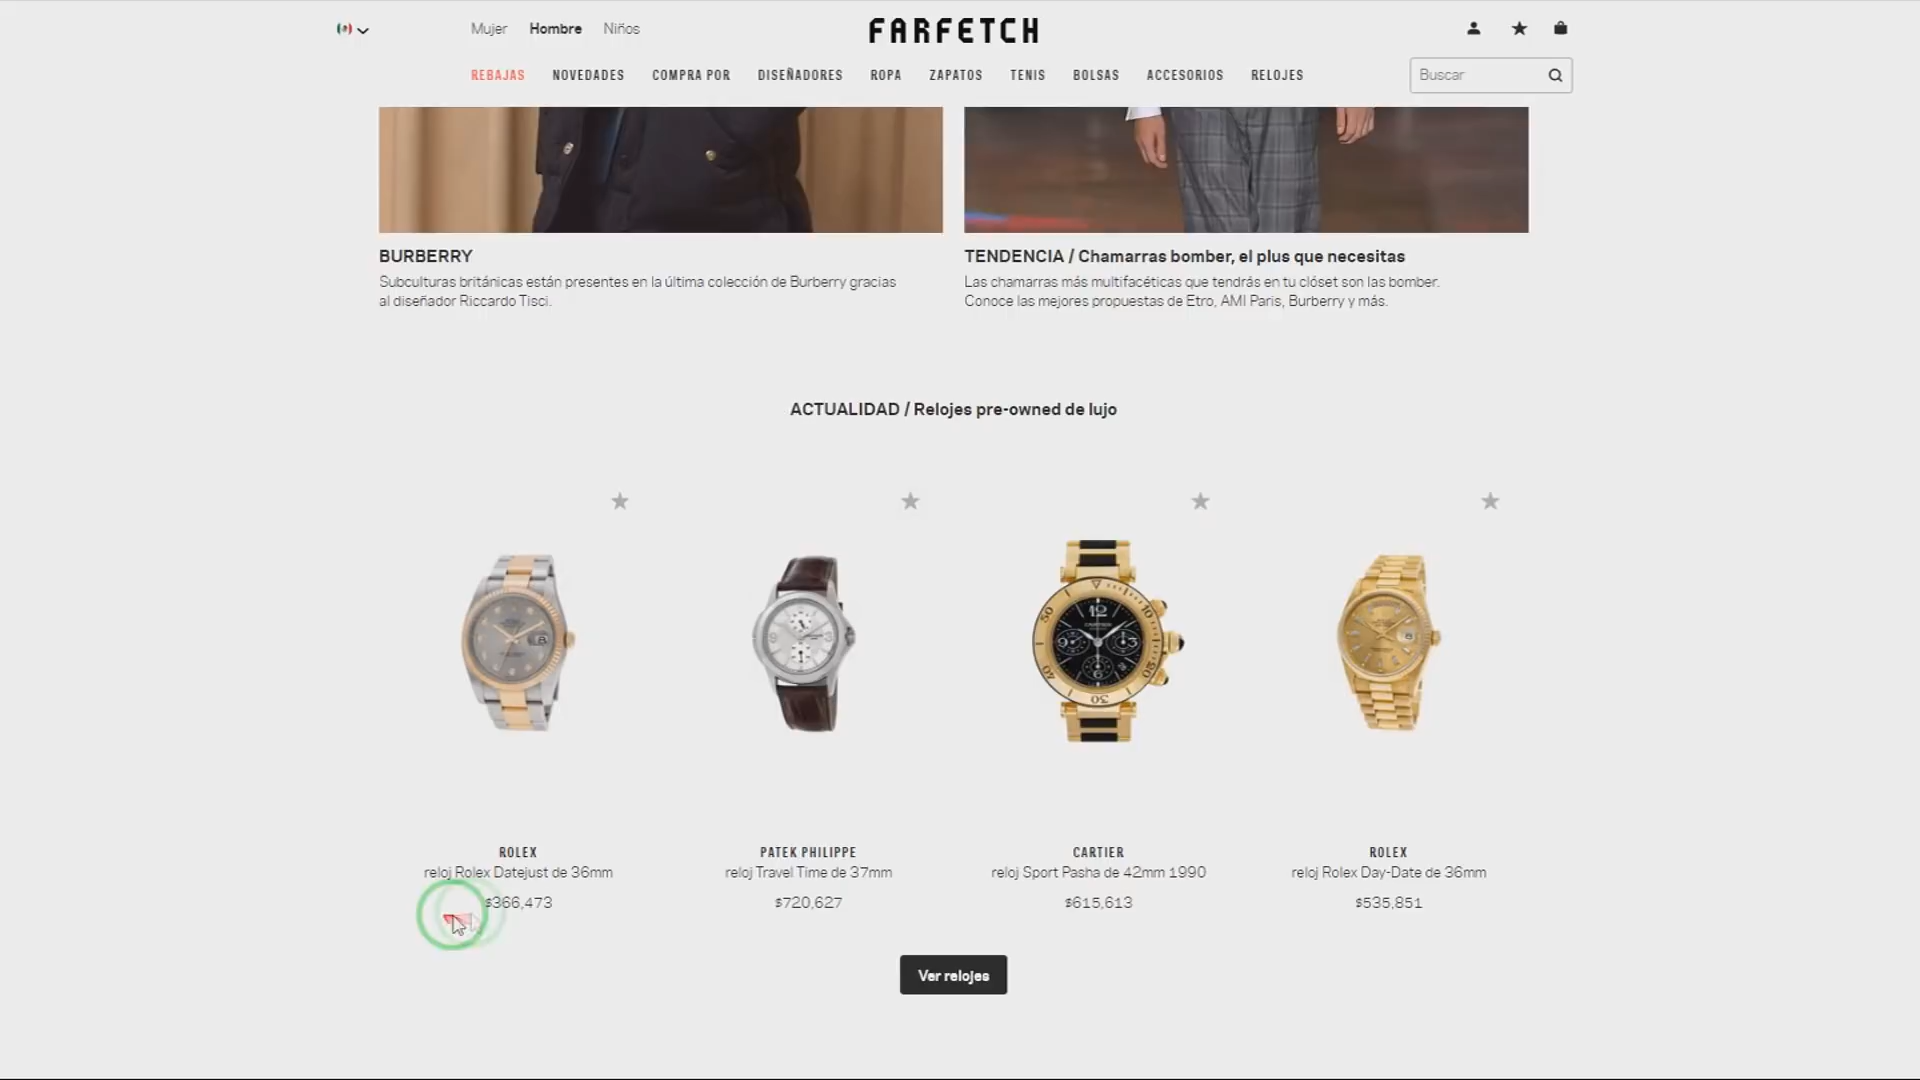 Mujer Hombre Niños
FARFETCH
REBAJAS NOVEDADES COMPRA POR DISEÑADORES ROPA ZAPATOS TENIS BOLSAS ACCESORIOS RELOJES
Buscar
BURBERRY
Subculturas británicas están presentes en la última colección de Burberry gracias
al diseñador Riccardo Tisci.
TENDENCIA / Chamarras bomber, el plus que necesitas
Las chamarras más multifacéticas que tendrás en tu clóset son las bomber.
Conoce las mejores propuestas de Etro, AMI Paris, Burberry y más.
ACTUALIDAD / Relojes pre-owned de lujo
ROLEX
reloj Rolex Datejust de 36mm
$366,473
PATEK PHILIPPE
reloj Travel Time de 37mm
$720,627
CARTIER
reloj Sport Pasha de 42mm 1990
$615,613
ROLEX
reloj Rolex Day-Date de 36mm
$535,851
Ver relojes